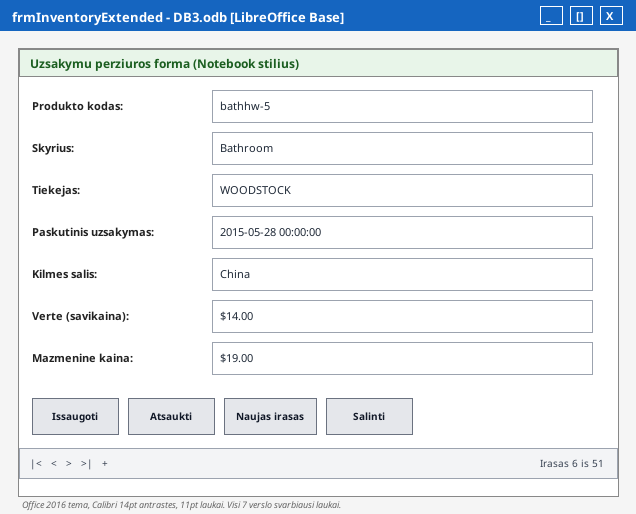 frmInventoryExtended - DB3.odb [LibreOffice Base] _ [] X
Uzsakymu perziuros forma (Notebook stilius)
Produkto kodas: bathhw-5
Skyrius: Bathroom
Tiekejas: WOODSTOCK
Paskutinis uzsakymas: 2015-05-28 00:00:00
Kilmes salis: China
Verte (savikaina): $14.00
Mazmenine kaina: $19.00
Issaugoti Atsaukti Naujas irasas Salinti
|< < > >| + Irasas 6 is 51
Office 2016 tema, Calibri 14pt antrastes, 11pt laukai. Visi 7 verslo svarbiausi laukai.